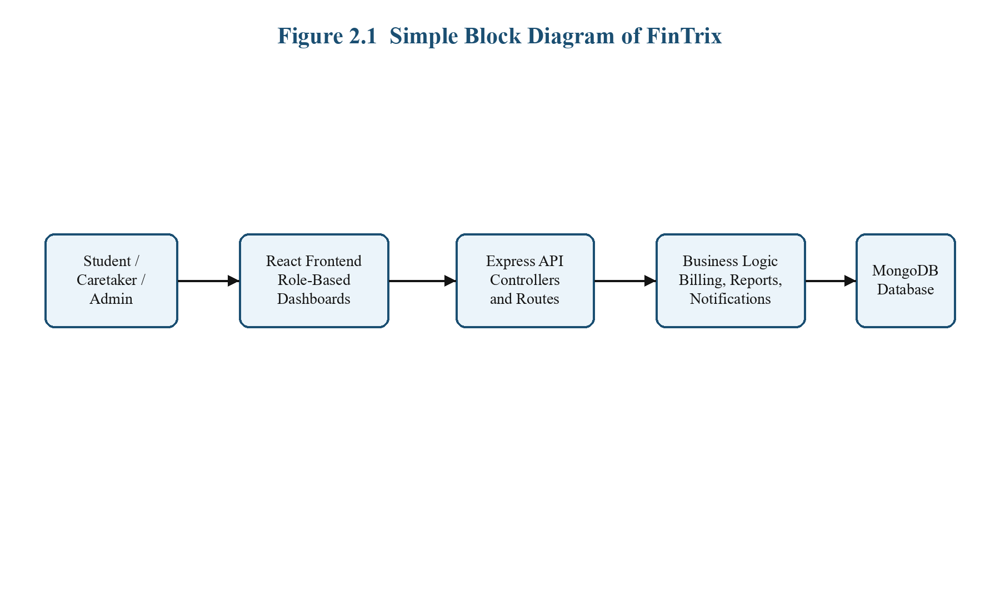 Figure 2.1  Simple Block Diagram of FinTrix
Student /
Caretaker /
Admin
React Frontend
Role-Based
Dashboards
Express API
Controllers
and Routes
Business Logic
Billing, Reports,
Notifications
MongoDB
Database